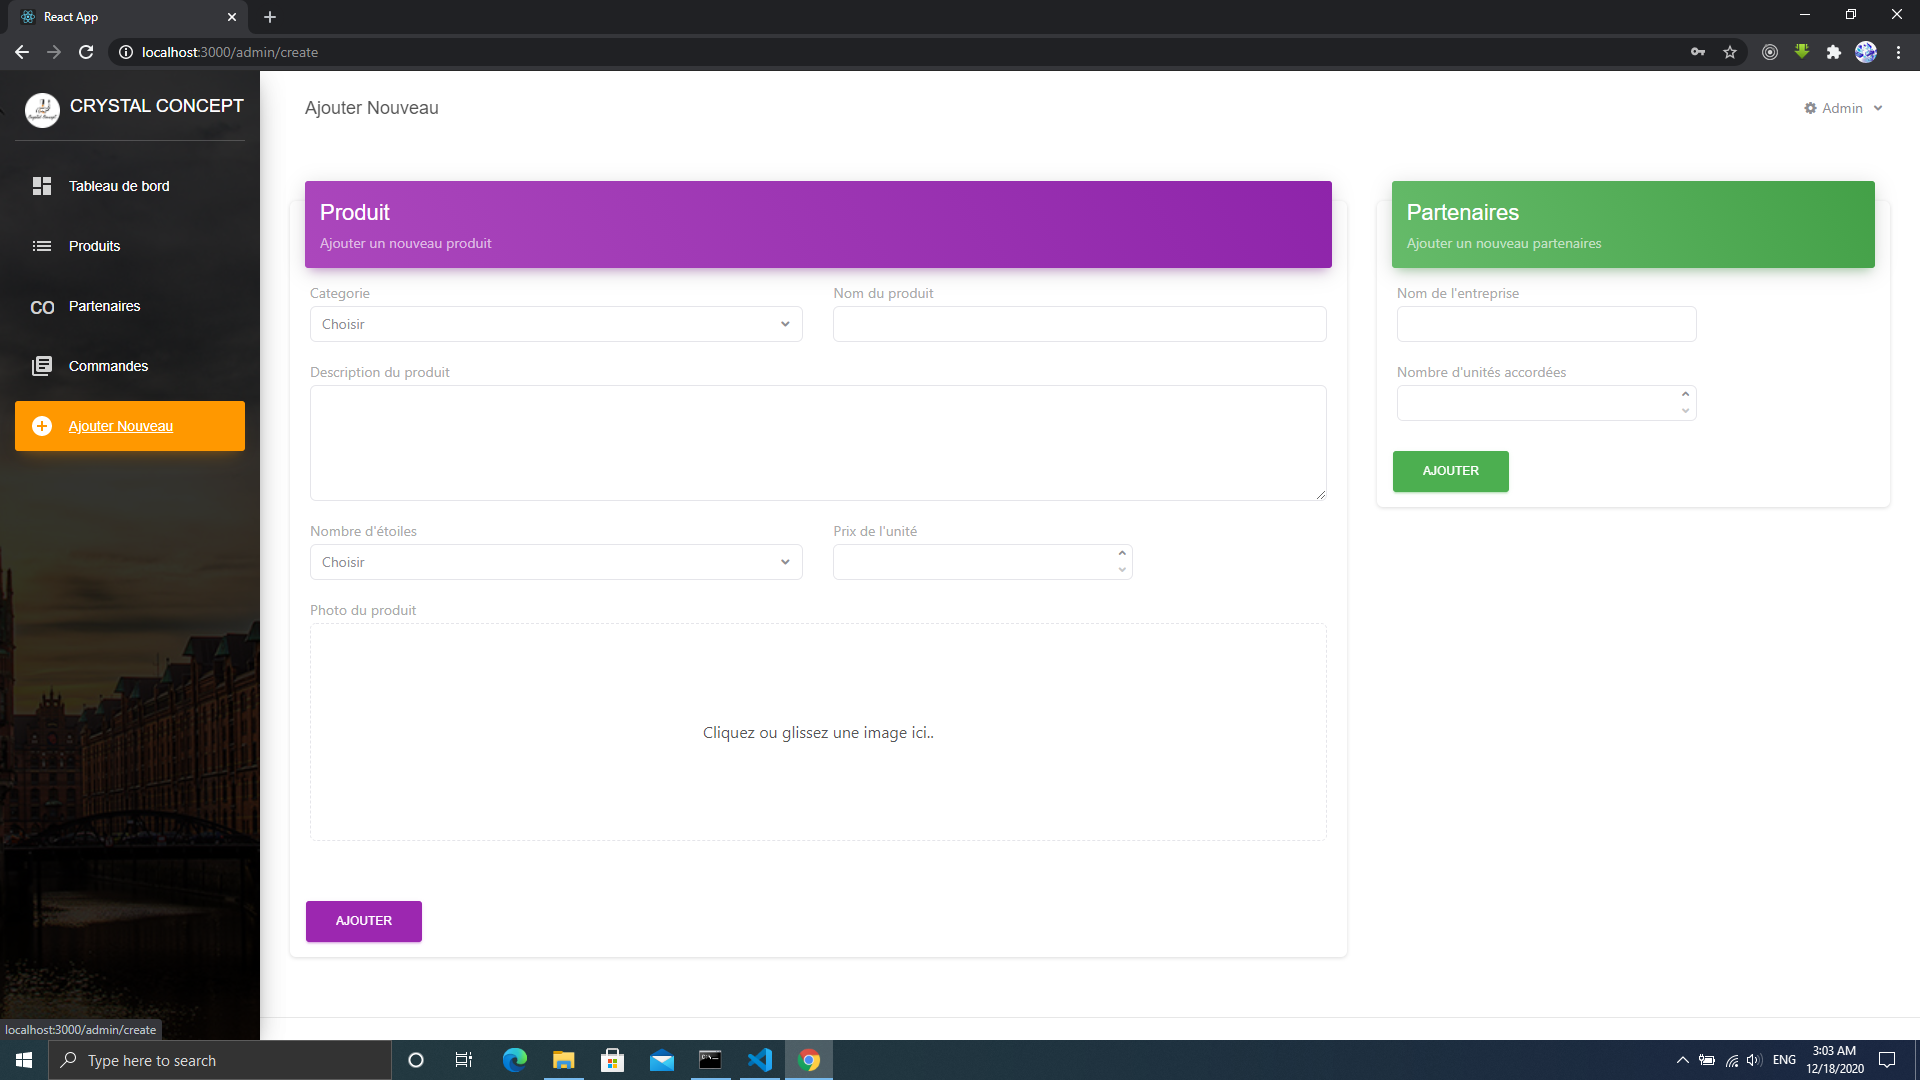 React App
localhost:3000/admin/create
CRYSTAL CONCEPT
Tableau de bord
Produits
CO Partenaires
Commandes
Ajouter Nouveau
Ajouter Nouveau
Admin
Produit
Ajouter un nouveau produit
Categorie
Choisir
Nom du produit
Description du produit
Nombre d'étoiles
Choisir
Prix de l'unité
Photo du produit
Cliquez ou glissez une image ici..
AJOUTER
Partenaires
Ajouter un nouveau partenaires
Nom de l'entreprise
Nombre d'unités accordées
AJOUTER
localhost:3000/admin/create
Type here to search
ENG
3:03 AM
12/18/2020